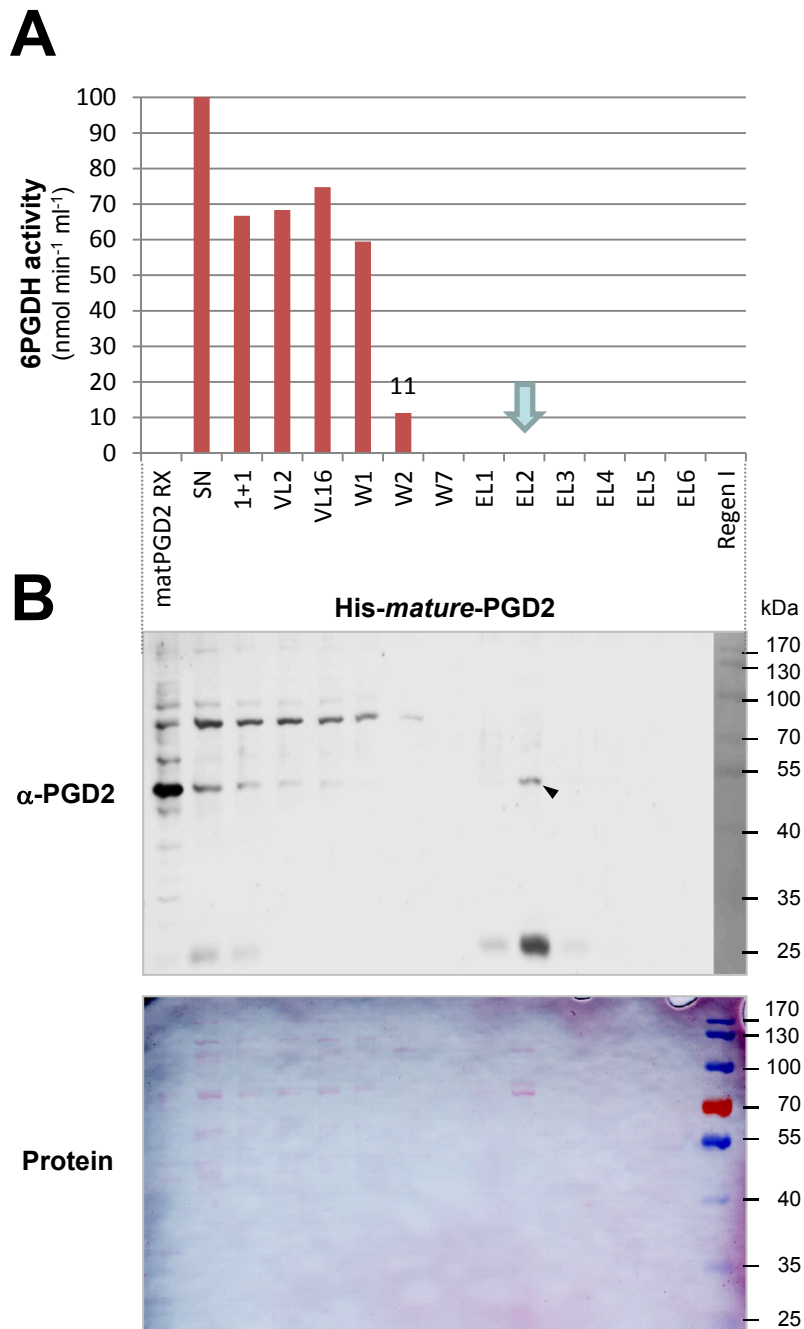 A
6PGDH activity
(nmol min-1 ml-1)
100
90
80
70
60
50
40
30
20
10
0
11
matPGD2 RX
SN
1+1
VL2
VL16
W1
W2
W7
EL1
EL2
EL3
EL4
EL5
EL6
Regen I
B
His-mature-PGD2
kDa
α-PGD2
170
130
100
70
55
40
35
25
Protein
170
130
100
70
55
40
35
25